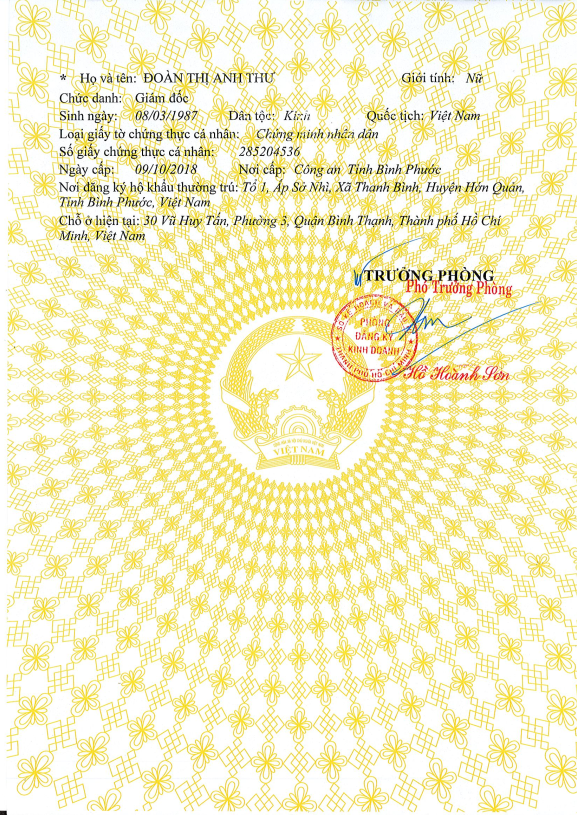 * Họ và tên: ĐOÀN THỊ ANH THƯ Giới tính: Nữ
Chức danh: Giám đốc
Sinh ngày: 08/03/1987 Dân tộc: Kinh Quốc tịch: Việt Nam
Loại giấy tờ chứng thực cá nhân: Chứng minh nhân dân
Số giấy chứng thực cá nhân: 285204536
Ngày cấp: 09/10/2018 Nơi cấp: Công an Tỉnh Bình Phước
Nơi đăng ký hộ khẩu thường trú: Tổ 1, Ấp Sở Nhì, Xã Thanh Bình, Huyện Hớn Quản,
Tỉnh Bình Phước, Việt Nam
Chỗ ở hiện tại: 30 Vũ Huy Tấn, Phường 3, Quận Bình Thạnh, Thành phố Hồ Chí
Minh, Việt Nam
TRƯỞNG PHÒNG
Phó Trưởng Phòng
SỞ KẾ HOẠCH VÀ ĐẦU TƯ
PHÒNG
ĐĂNG KÝ
KINH DOANH
THÀNH PHỐ HỒ CHÍ MINH
Hồ Hoành Sơn
VIỆT NAM